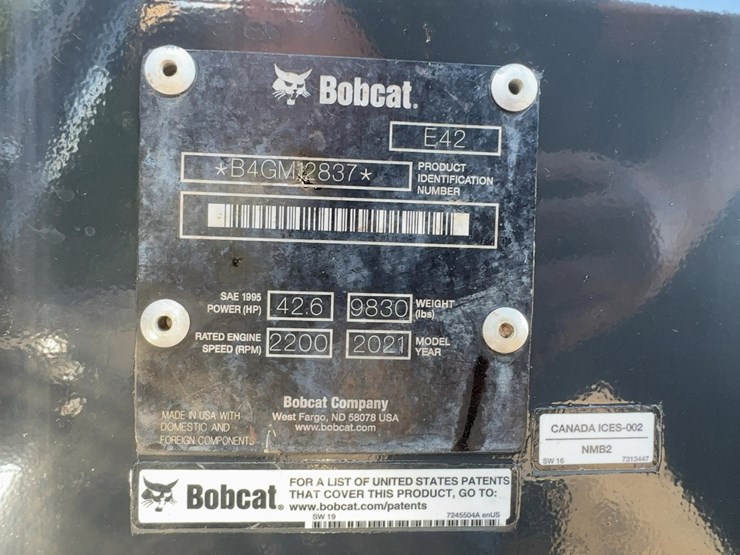 Bobcat.
E42
*B4GM12837*
PRODUCT
IDENTIFICATION
NUMBER
SAE 1995
POWER (HP)
42.6
9830
WEIGHT
(lbs)
RATED ENGINE
SPEED (RPM)
2200
2021
MODEL
YEAR
MADE IN USA WITH
DOMESTIC AND
FOREIGN COMPONENTS
Bobcat Company
West Fargo, ND 58078 USA
www.bobcat.com
CANADA ICES-002
NMB2
SW 16 7313447
Bobcat.
FOR A LIST OF UNITED STATES PATENTS
THAT COVER THIS PRODUCT, GO TO:
www.bobcat.com/patents
SW 19 7245504A enUS